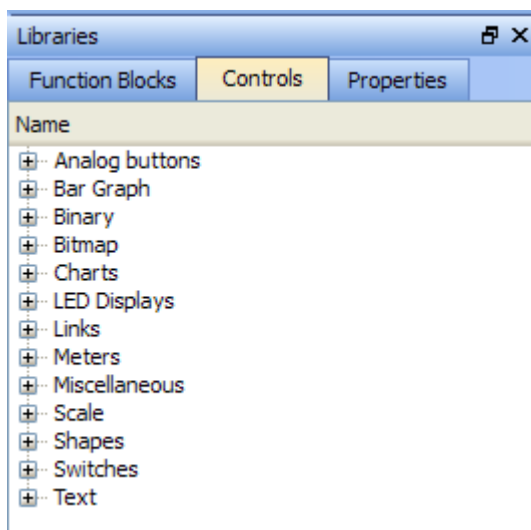 Libraries
Function Blocks Controls Properties
Name
Analog buttons
Bar Graph
Binary
Bitmap
Charts
LED Displays
Links
Meters
Miscellaneous
Scale
Shapes
Switches
Text